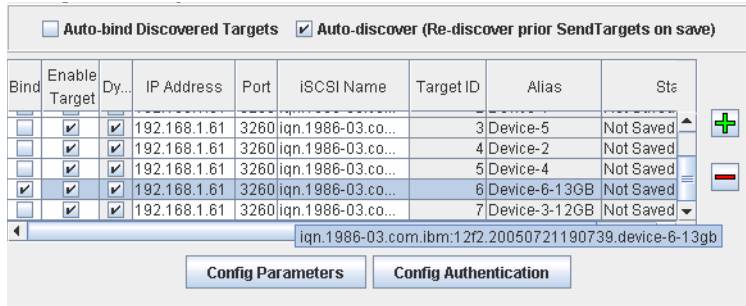 Auto-bind Discovered Targets Auto-discover (Re-discover prior SendTargets on save)
Bind Enable Target Dy... IP Address Port iSCSI Name Target ID Alias Sta
192.168.1.61 3260 iqn.1986-03.co... 3 Device-5 Not Saved
192.168.1.61 3260 iqn.1986-03.co... 4 Device-2 Not Saved
192.168.1.61 3260 iqn.1986-03.co... 5 Device-4 Not Saved
192.168.1.61 3260 iqn.1986-03.co... 6 Device-6-13GB Not Saved
192.168.1.61 3260 iqn.1986-03.co... 7 Device-3-12GB Not Saved
iqn.1986-03.com.ibm:12f2.20050721190739.device-6-13gb
Config Parameters Config Authentication